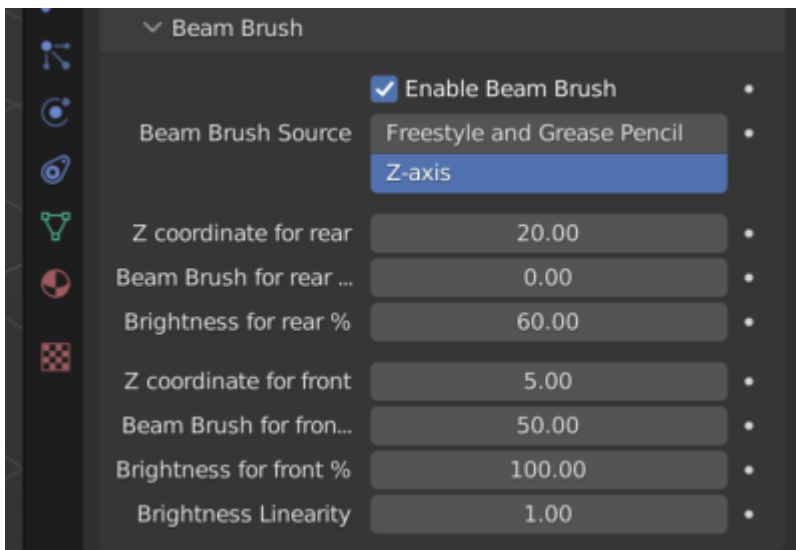 Beam Brush
Enable Beam Brush
Beam Brush Source Freestyle and Grease Pencil
Z-axis
Z coordinate for rear 20.00
Beam Brush for rear ... 0.00
Brightness for rear % 60.00
Z coordinate for front 5.00
Beam Brush for fron... 50.00
Brightness for front % 100.00
Brightness Linearity 1.00